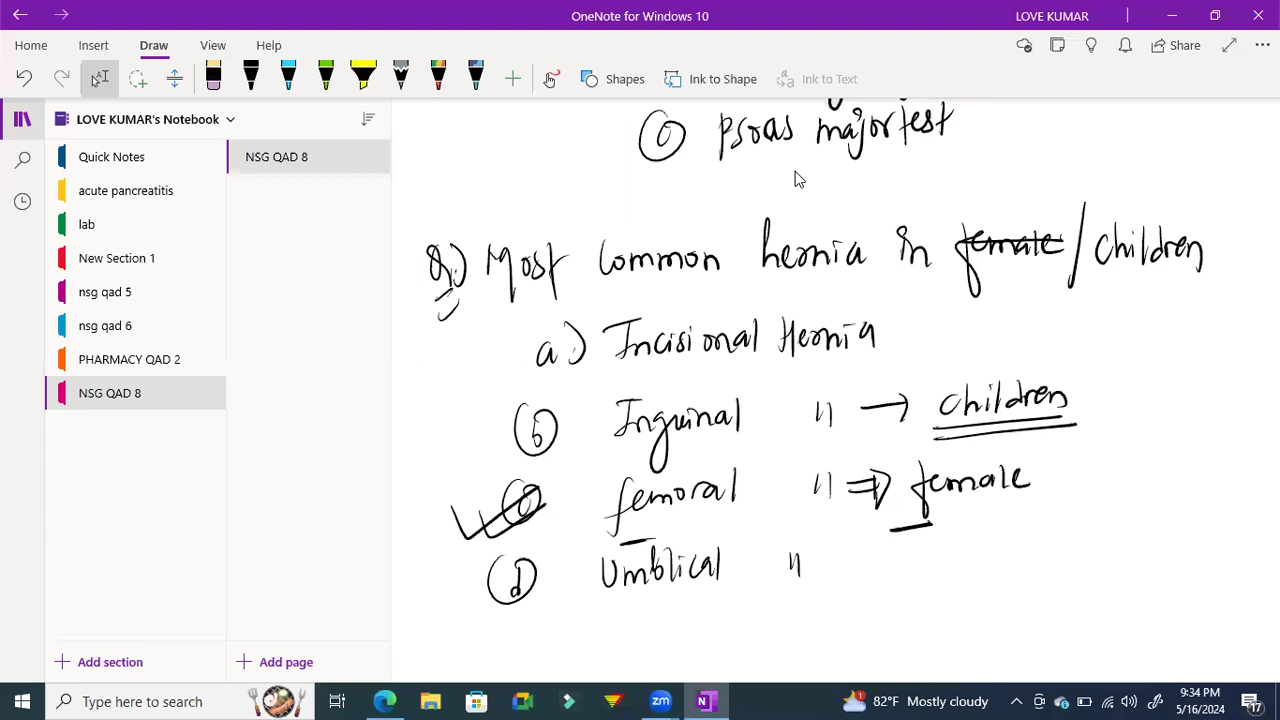 OneNote for Windows 10
LOVE KUMAR
Home Insert Draw View Help
Share
Shapes Ink to Shape Ink to Text
LOVE KUMAR's Notebook
Quick Notes
acute pancreatitis
lab
New Section 1
nsg qad 5
nsg qad 6
PHARMACY QAD 2
NSG QAD 8
Add section
NSG QAD 8
Add page
c Psoas major test
Q.) Most common hernia in female / children
a.) Incisional Hernia
b Inguinal " → children
c femoral " ⇒ female
d Umblical "
Type here to search
zm
N
1
82°F Mostly cloudy
9:34 PM
5/16/2024
17